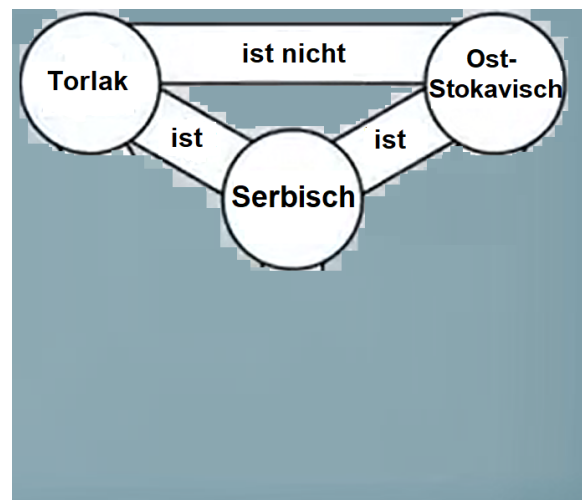 ist nicht
Torlak
Ost-
Stokavisch
ist
ist
Serbisch